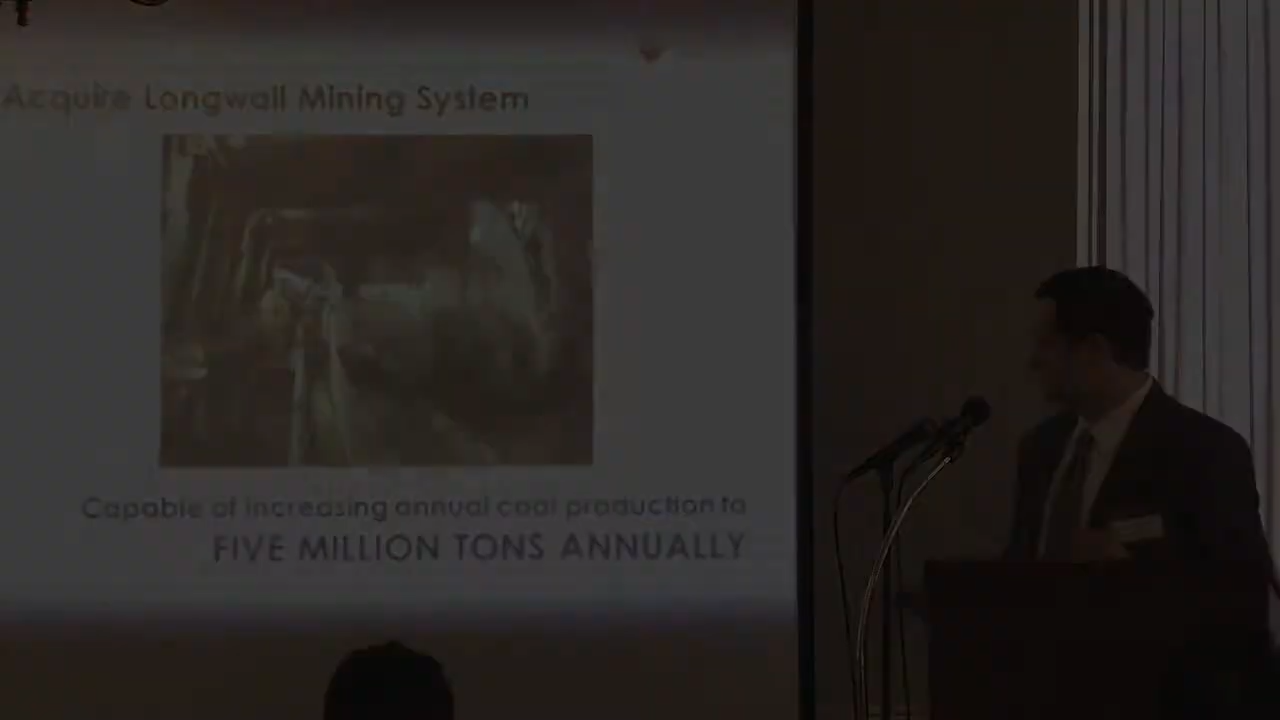 Acquire Longwall Mining System
Capable of increasing annual coal production to
FIVE MILLION TONS ANNUALLY